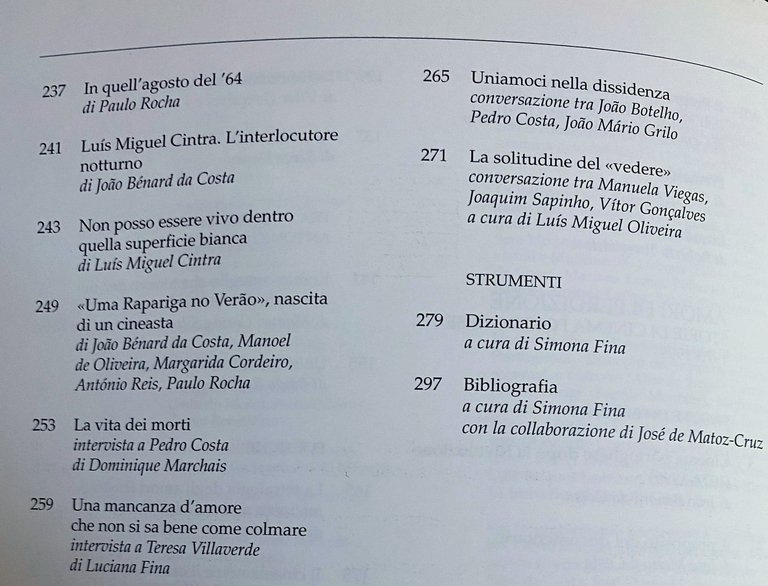 237 In quell'agosto del '64
di Paulo Rocha
241 Luís Miguel Cintra. L'interlocutore
notturno
di João Bénard da Costa
243 Non posso essere vivo dentro
quella superficie bianca
di Luís Miguel Cintra
249 «Uma Rapariga no Verão», nascita
di un cineasta
di João Bénard da Costa, Manoel
de Oliveira, Margarida Cordeiro,
António Reis, Paulo Rocha
253 La vita dei morti
intervista a Pedro Costa
di Dominique Marchais
259 Una mancanza d'amore
che non si sa bene come colmare
intervista a Teresa Villaverde
di Luciana Fina
265 Uniamoci nella dissidenza
conversazione tra João Botelho,
Pedro Costa, João Mário Grilo
271 La solitudine del «vedere»
conversazione tra Manuela Viegas,
Joaquim Sapinho, Vítor Gonçalves
a cura di Luís Miguel Oliveira
STRUMENTI
279 Dizionario
a cura di Simona Fina
297 Bibliografia
a cura di Simona Fina
con la collaborazione di José de Matoz-Cruz